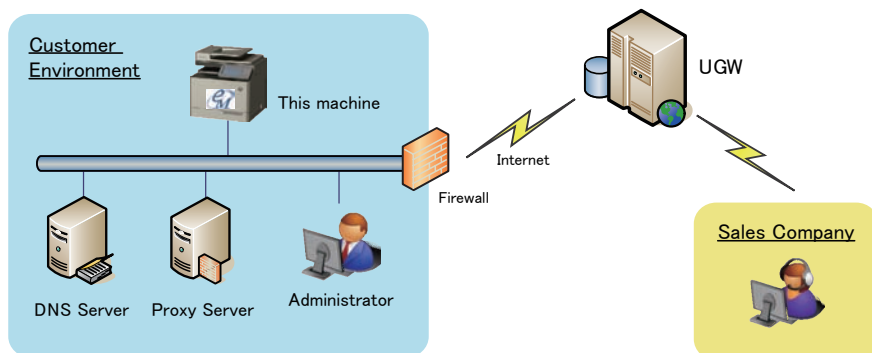 Customer
Environment
This machine
UGW
Internet
Firewall
Sales Company
DNS Server
Proxy Server
Administrator